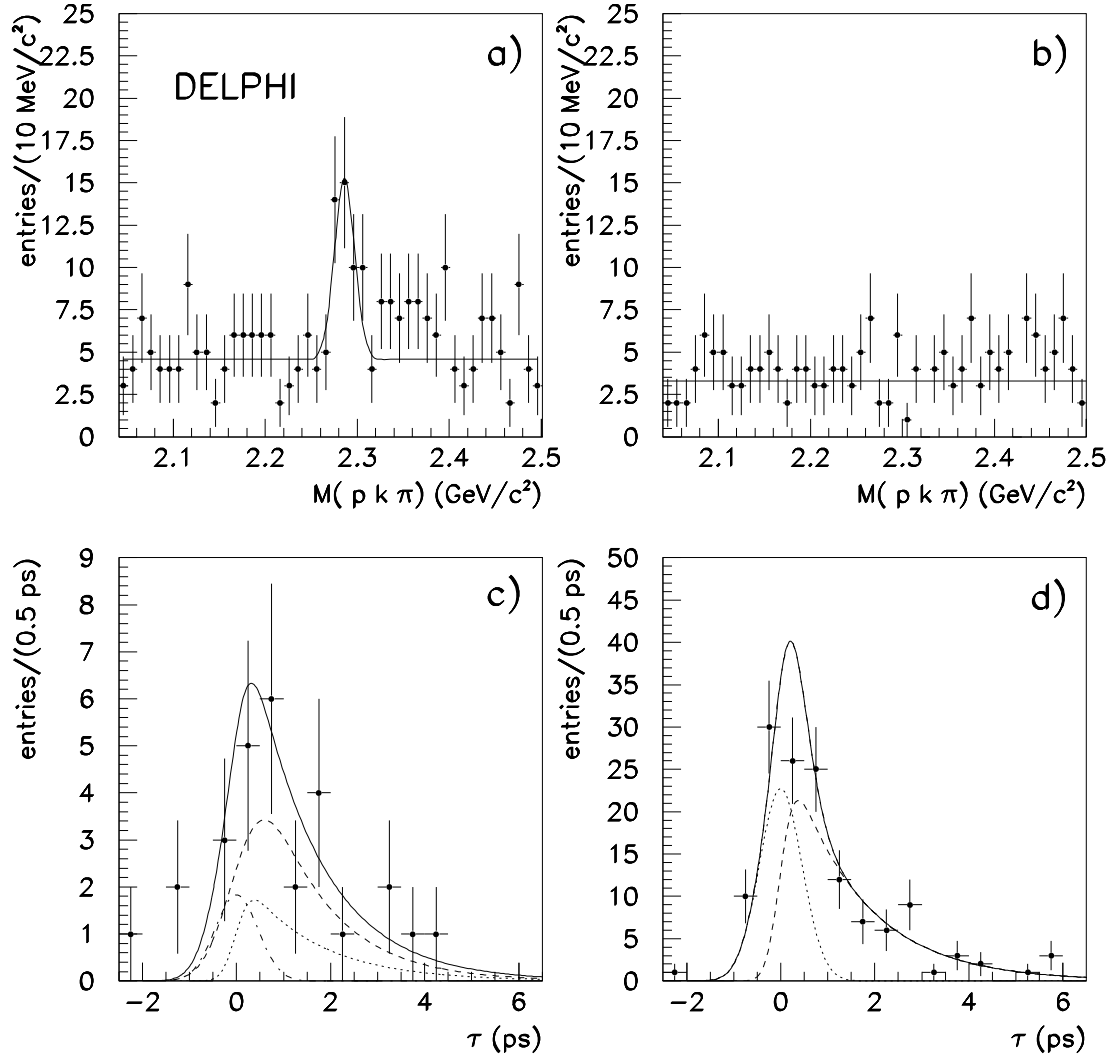 a)
DELPHI
entries/(10 MeV/c²)
25
22.5
20
17.5
15
12.5
10
7.5
5
2.5
0
2.1 2.2 2.3 2.4 2.5
M( p k π) (GeV/c²)
b)
entries/(10 MeV/c²)
25
22.5
20
17.5
15
12.5
10
7.5
5
2.5
0
2.1 2.2 2.3 2.4 2.5
M( p k π) (GeV/c²)
c)
entries/(0.5 ps)
9
8
7
6
5
4
3
2
1
0
−2 0 2 4 6
τ (ps)
d)
entries/(0.5 ps)
50
45
40
35
30
25
20
15
10
5
0
−2 0 2 4 6
τ (ps)